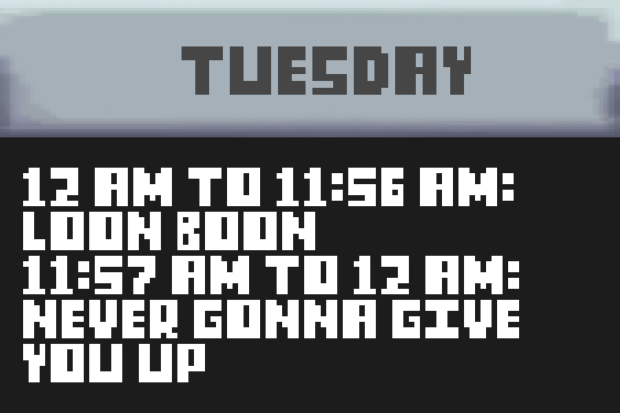 TUESDAY
12 AM TO 11:56 AM:
LOON BOON
11:57 AM TO 12 AM:
NEVER GONNA GIVE
YOU UP